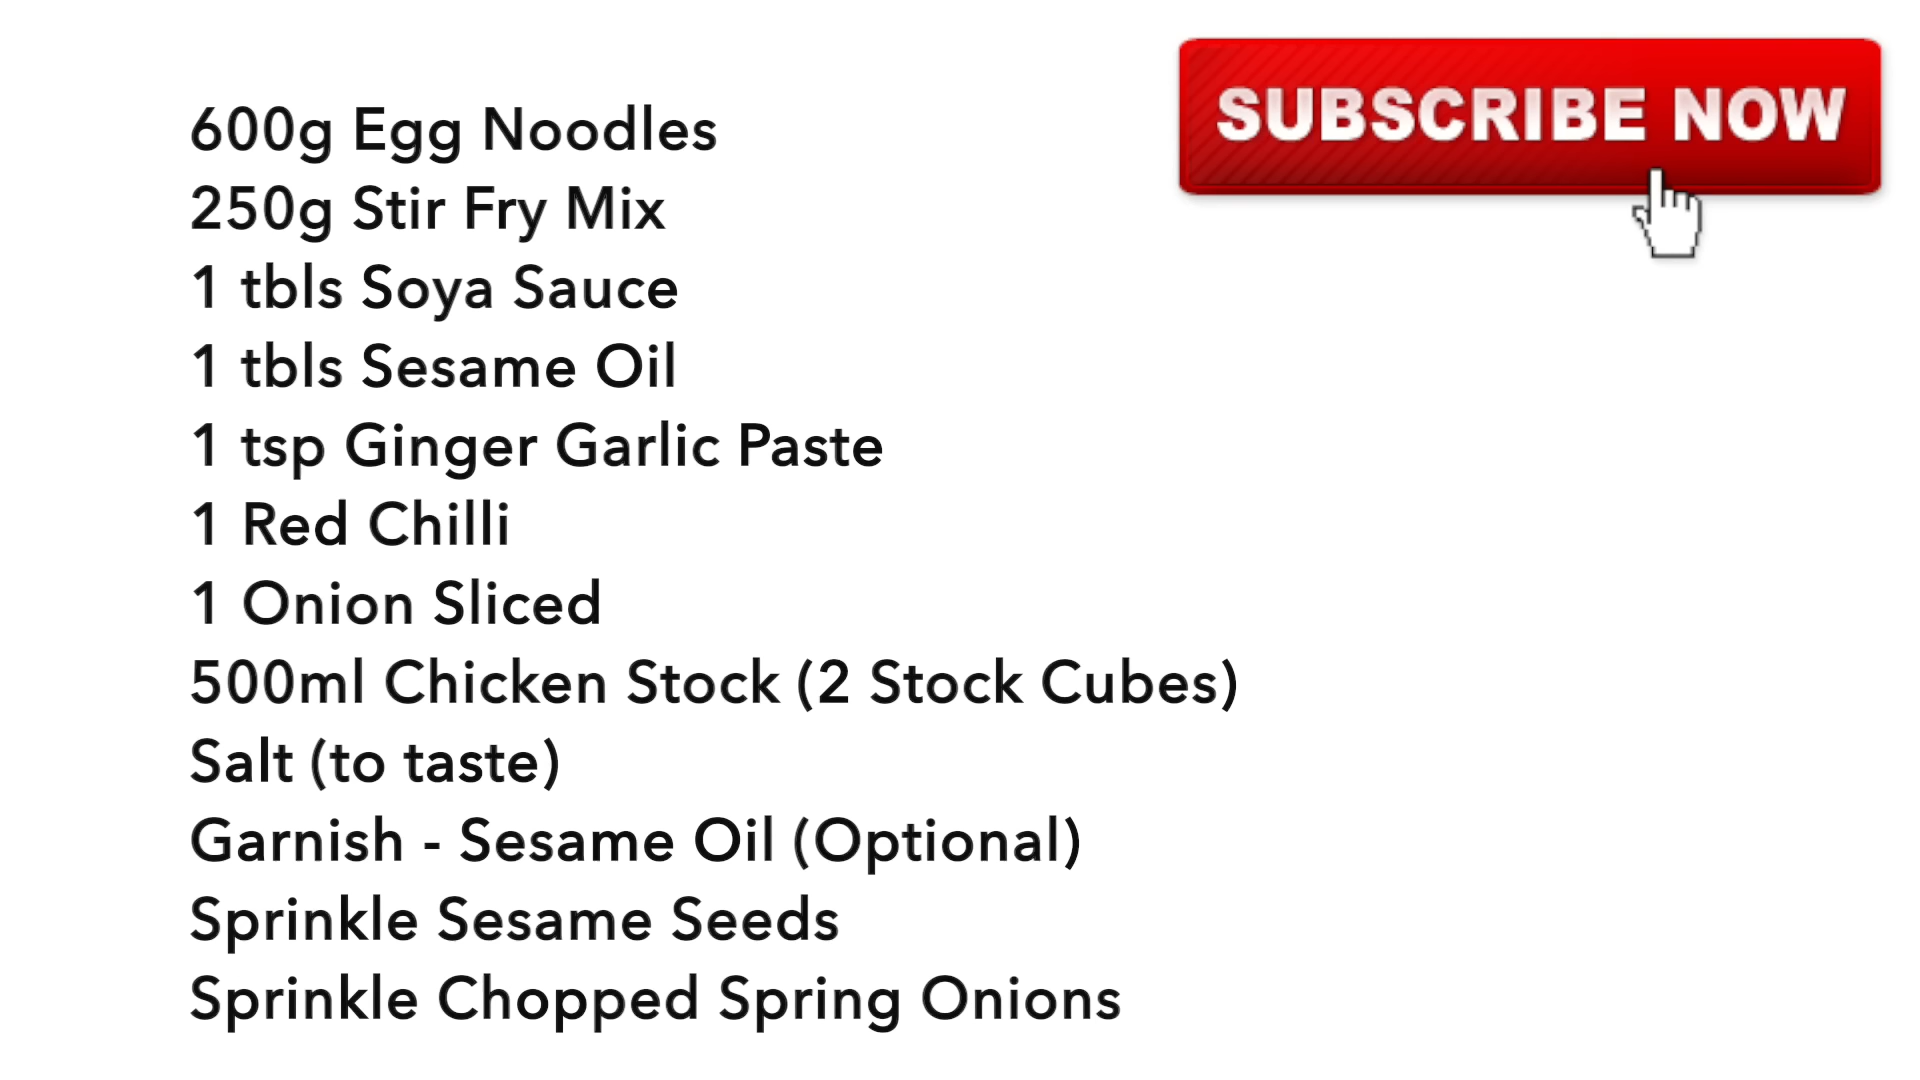 600g Egg Noodles
250g Stir Fry Mix
1 tbls Soya Sauce
1 tbls Sesame Oil
1 tsp Ginger Garlic Paste
1 Red Chilli
1 Onion Sliced
500ml Chicken Stock (2 Stock Cubes)
Salt (to taste)
Garnish - Sesame Oil (Optional)
Sprinkle Sesame Seeds
Sprinkle Chopped Spring Onions
SUBSCRIBE NOW